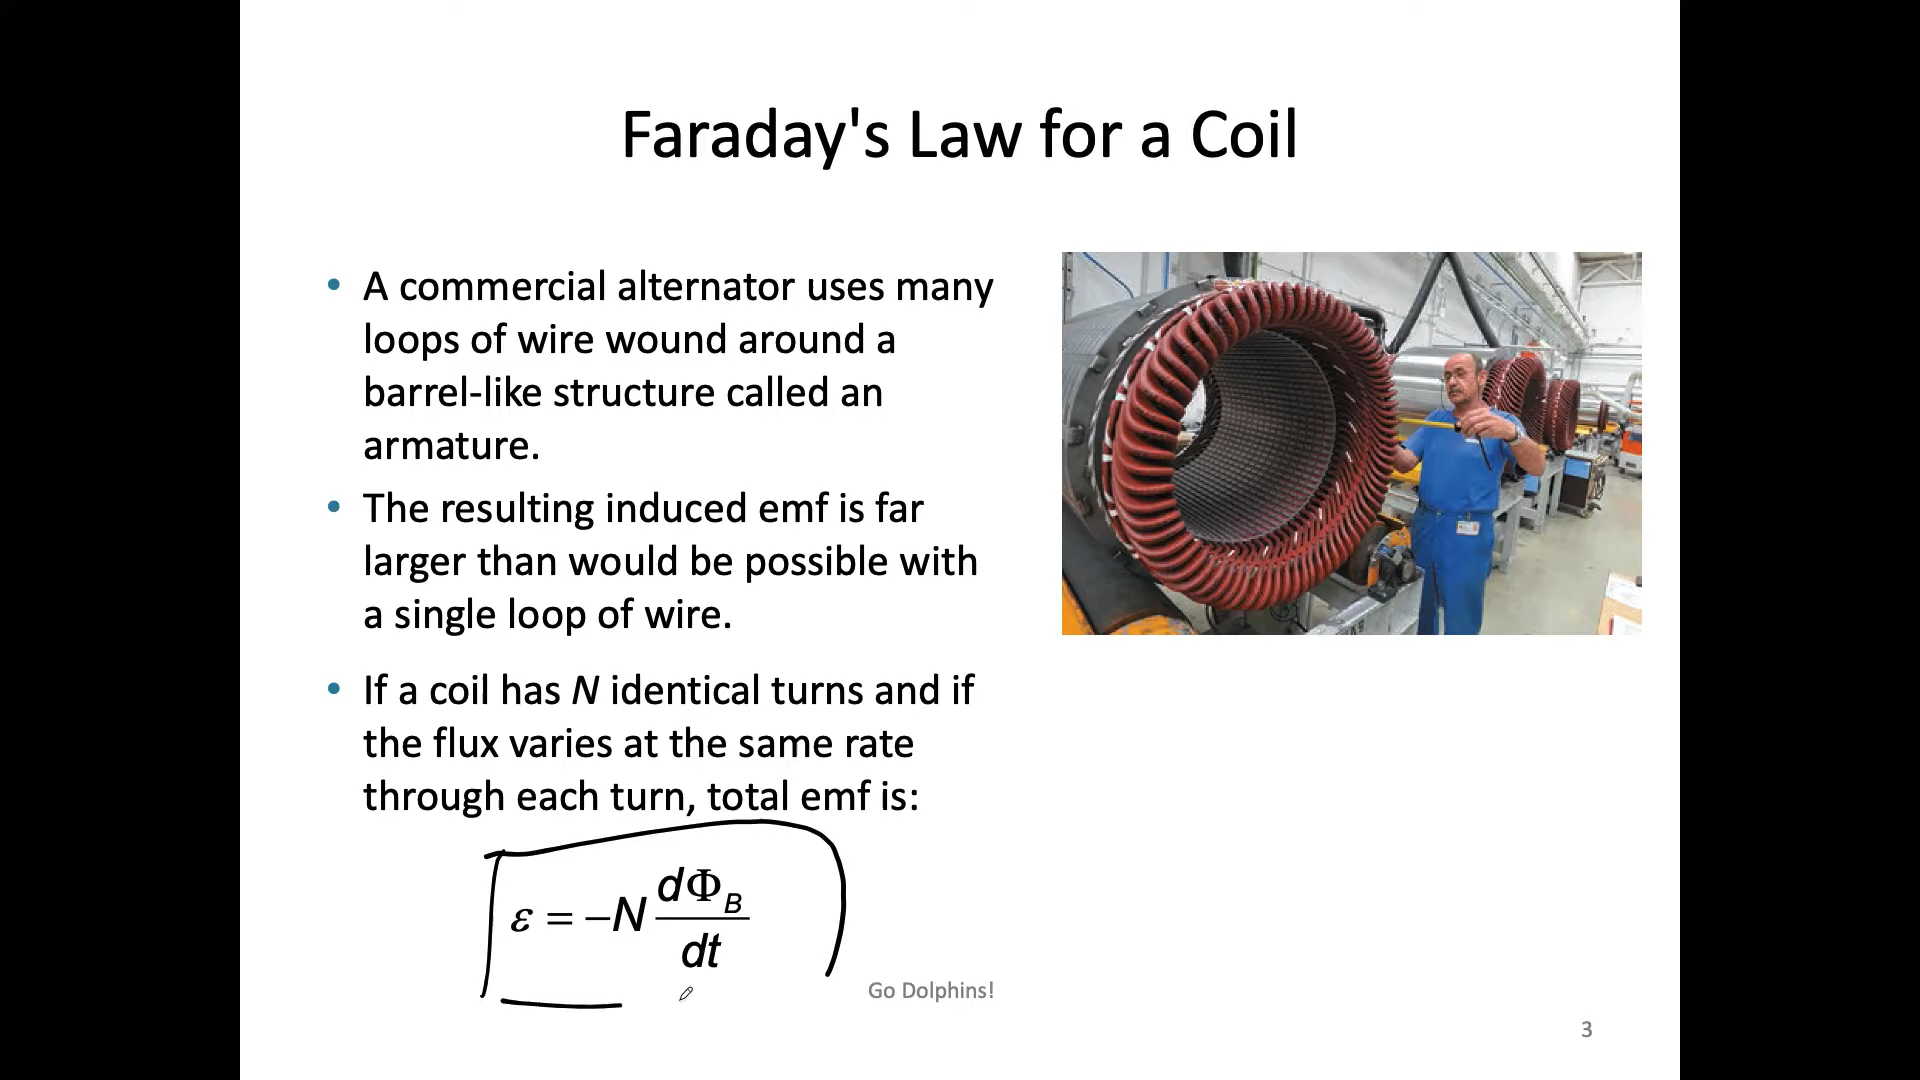 Faraday's Law for a Coil
• A commercial alternator uses many
loops of wire wound around a
barrel-like structure called an
armature.
• The resulting induced emf is far
larger than would be possible with
a single loop of wire.
• If a coil has N identical turns and if
the flux varies at the same rate
through each turn, total emf is:
ε = −N dΦ_B/dt
Go Dolphins!
3